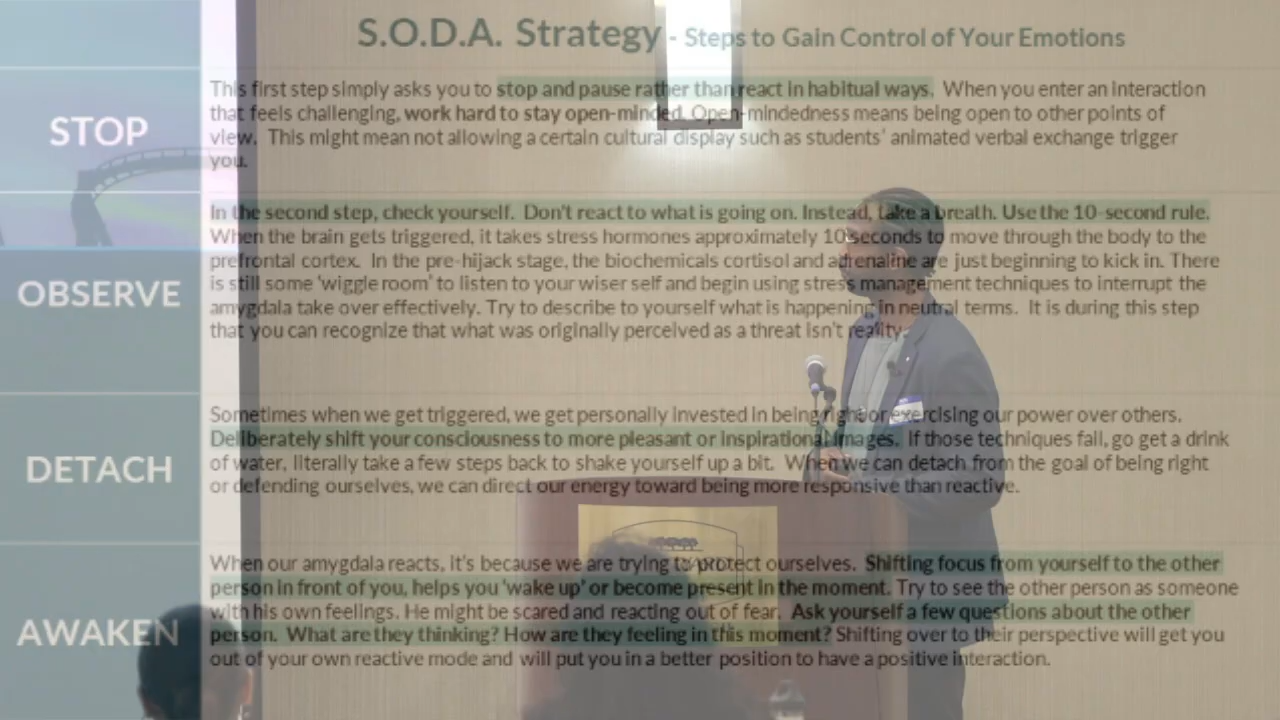 S.O.D.A. Strategy - Steps to Gain Control of Your Emotions
STOP
This first step simply asks you to stop and pause rather than react in habitual ways. When you enter an interaction
that feels challenging, work hard to stay open-minded. Open-mindedness means being open to other points of
view. This might mean not allowing a certain cultural display such as students' animated verbal exchange trigger
you.
OBSERVE
In the second step, check yourself. Don't react to what is going on. Instead, take a breath. Use the 10-second rule.
When the brain gets triggered, it takes stress hormones approximately 10 seconds to move through the body to the
prefrontal cortex. In the pre-hijack stage, the biochemicals cortisol and adrenaline are just beginning to kick in. There
is still some 'wiggle room' to listen to your wiser self and begin using stress management techniques to interrupt the
amygdala take over effectively. Try to describe to yourself what is happening in neutral terms. It is during this step
that you can recognize that what was originally perceived as a threat isn't reality.
DETACH
Sometimes when we get triggered, we get personally invested in being right or exercising our power over others.
Deliberately shift your consciousness to more pleasant or inspirational images. If those techniques fail, go get a drink
of water, literally take a few steps back to shake yourself up a bit. When we can detach from the goal of being right
or defending ourselves, we can direct our energy toward being more responsive than reactive.
AWAKEN
When our amygdala reacts, it's because we are trying to protect ourselves. Shifting focus from yourself to the other
person in front of you, helps you 'wake up' or become present in the moment. Try to see the other person as someone
with his own feelings. He might be scared and reacting out of fear. Ask yourself a few questions about the other
person. What are they thinking? How are they feeling in this moment? Shifting over to their perspective will get you
out of your own reactive mode and will put you in a better position to have a positive interaction.